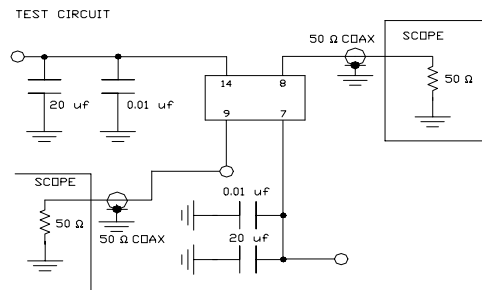 TEST CIRCUIT
50 Ω COAX
SCOPE
14
8
50 Ω
20 uf
0.01 uf
9
7
SCOPE
0.01 uf
50 Ω
50 Ω COAX
20 uf